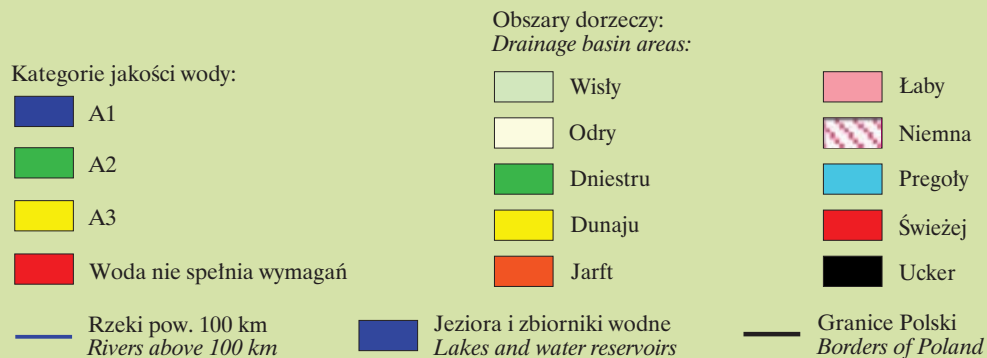 Kategorie jakości wody:
A1
A2
A3
Woda nie spełnia wymagań
Obszary dorzeczy:
Drainage basin areas:
Wisły
Odry
Dniestru
Dunaju
Jarft
Łaby
Niemna
Pregoły
Świeżej
Ucker
Rzeki pow. 100 km
Rivers above 100 km
Jeziora i zbiorniki wodne
Lakes and water reservoirs
Granice Polski
Borders of Poland